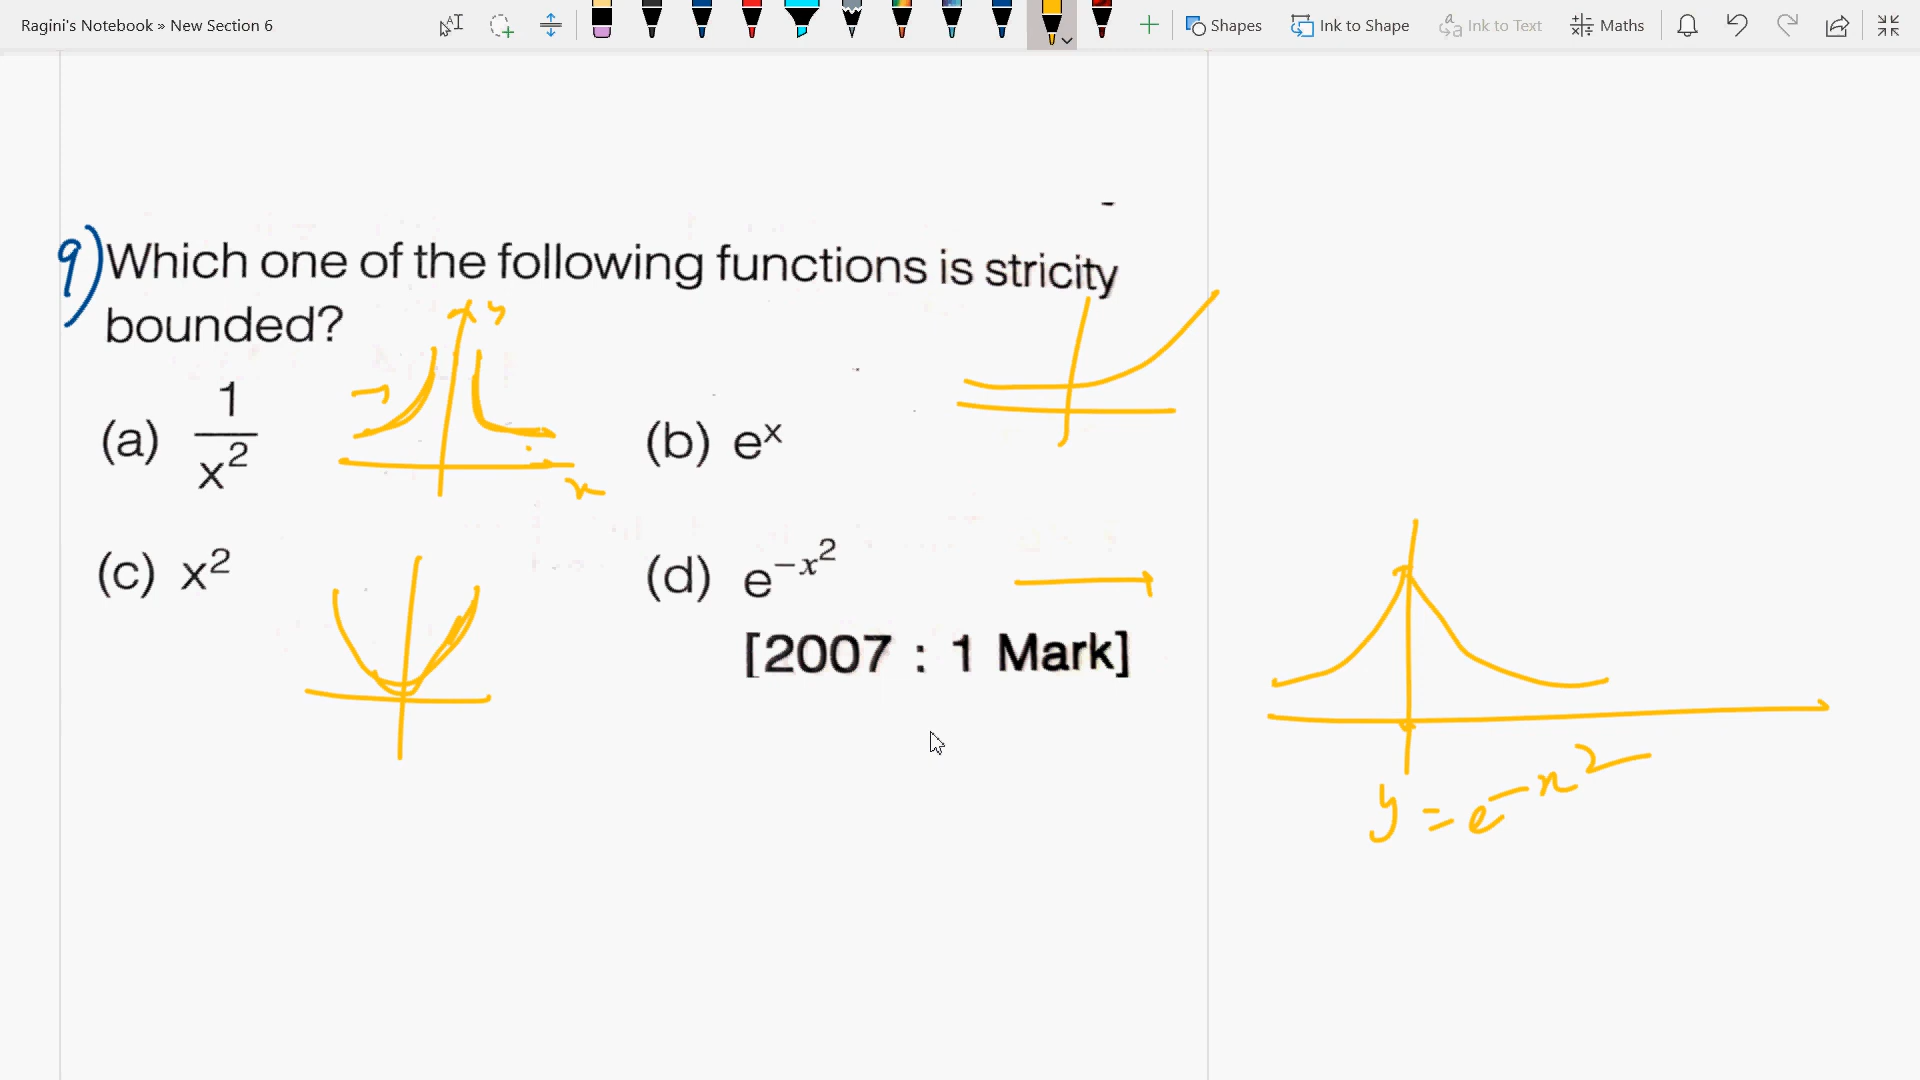 Ragini's Notebook » New Section 6
Shapes
Ink to Shape
Ink to Text
Maths
9) Which one of the following functions is stricity
bounded?
(a) 1/x²
(b) eˣ
(c) x²
(d) e^-x²
[2007 : 1 Mark]
y
x
y = e^-x²